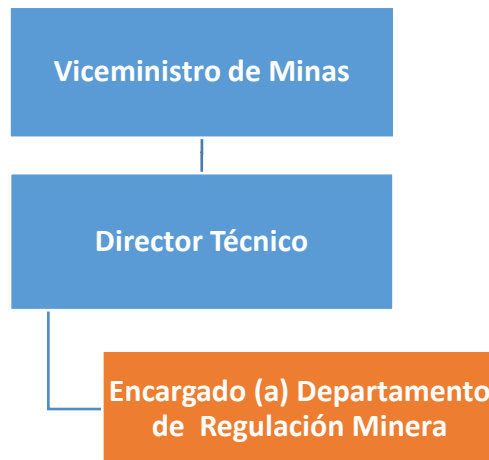 Viceministro de Minas
Director Técnico
Encargado (a) Departamento
de Regulación Minera